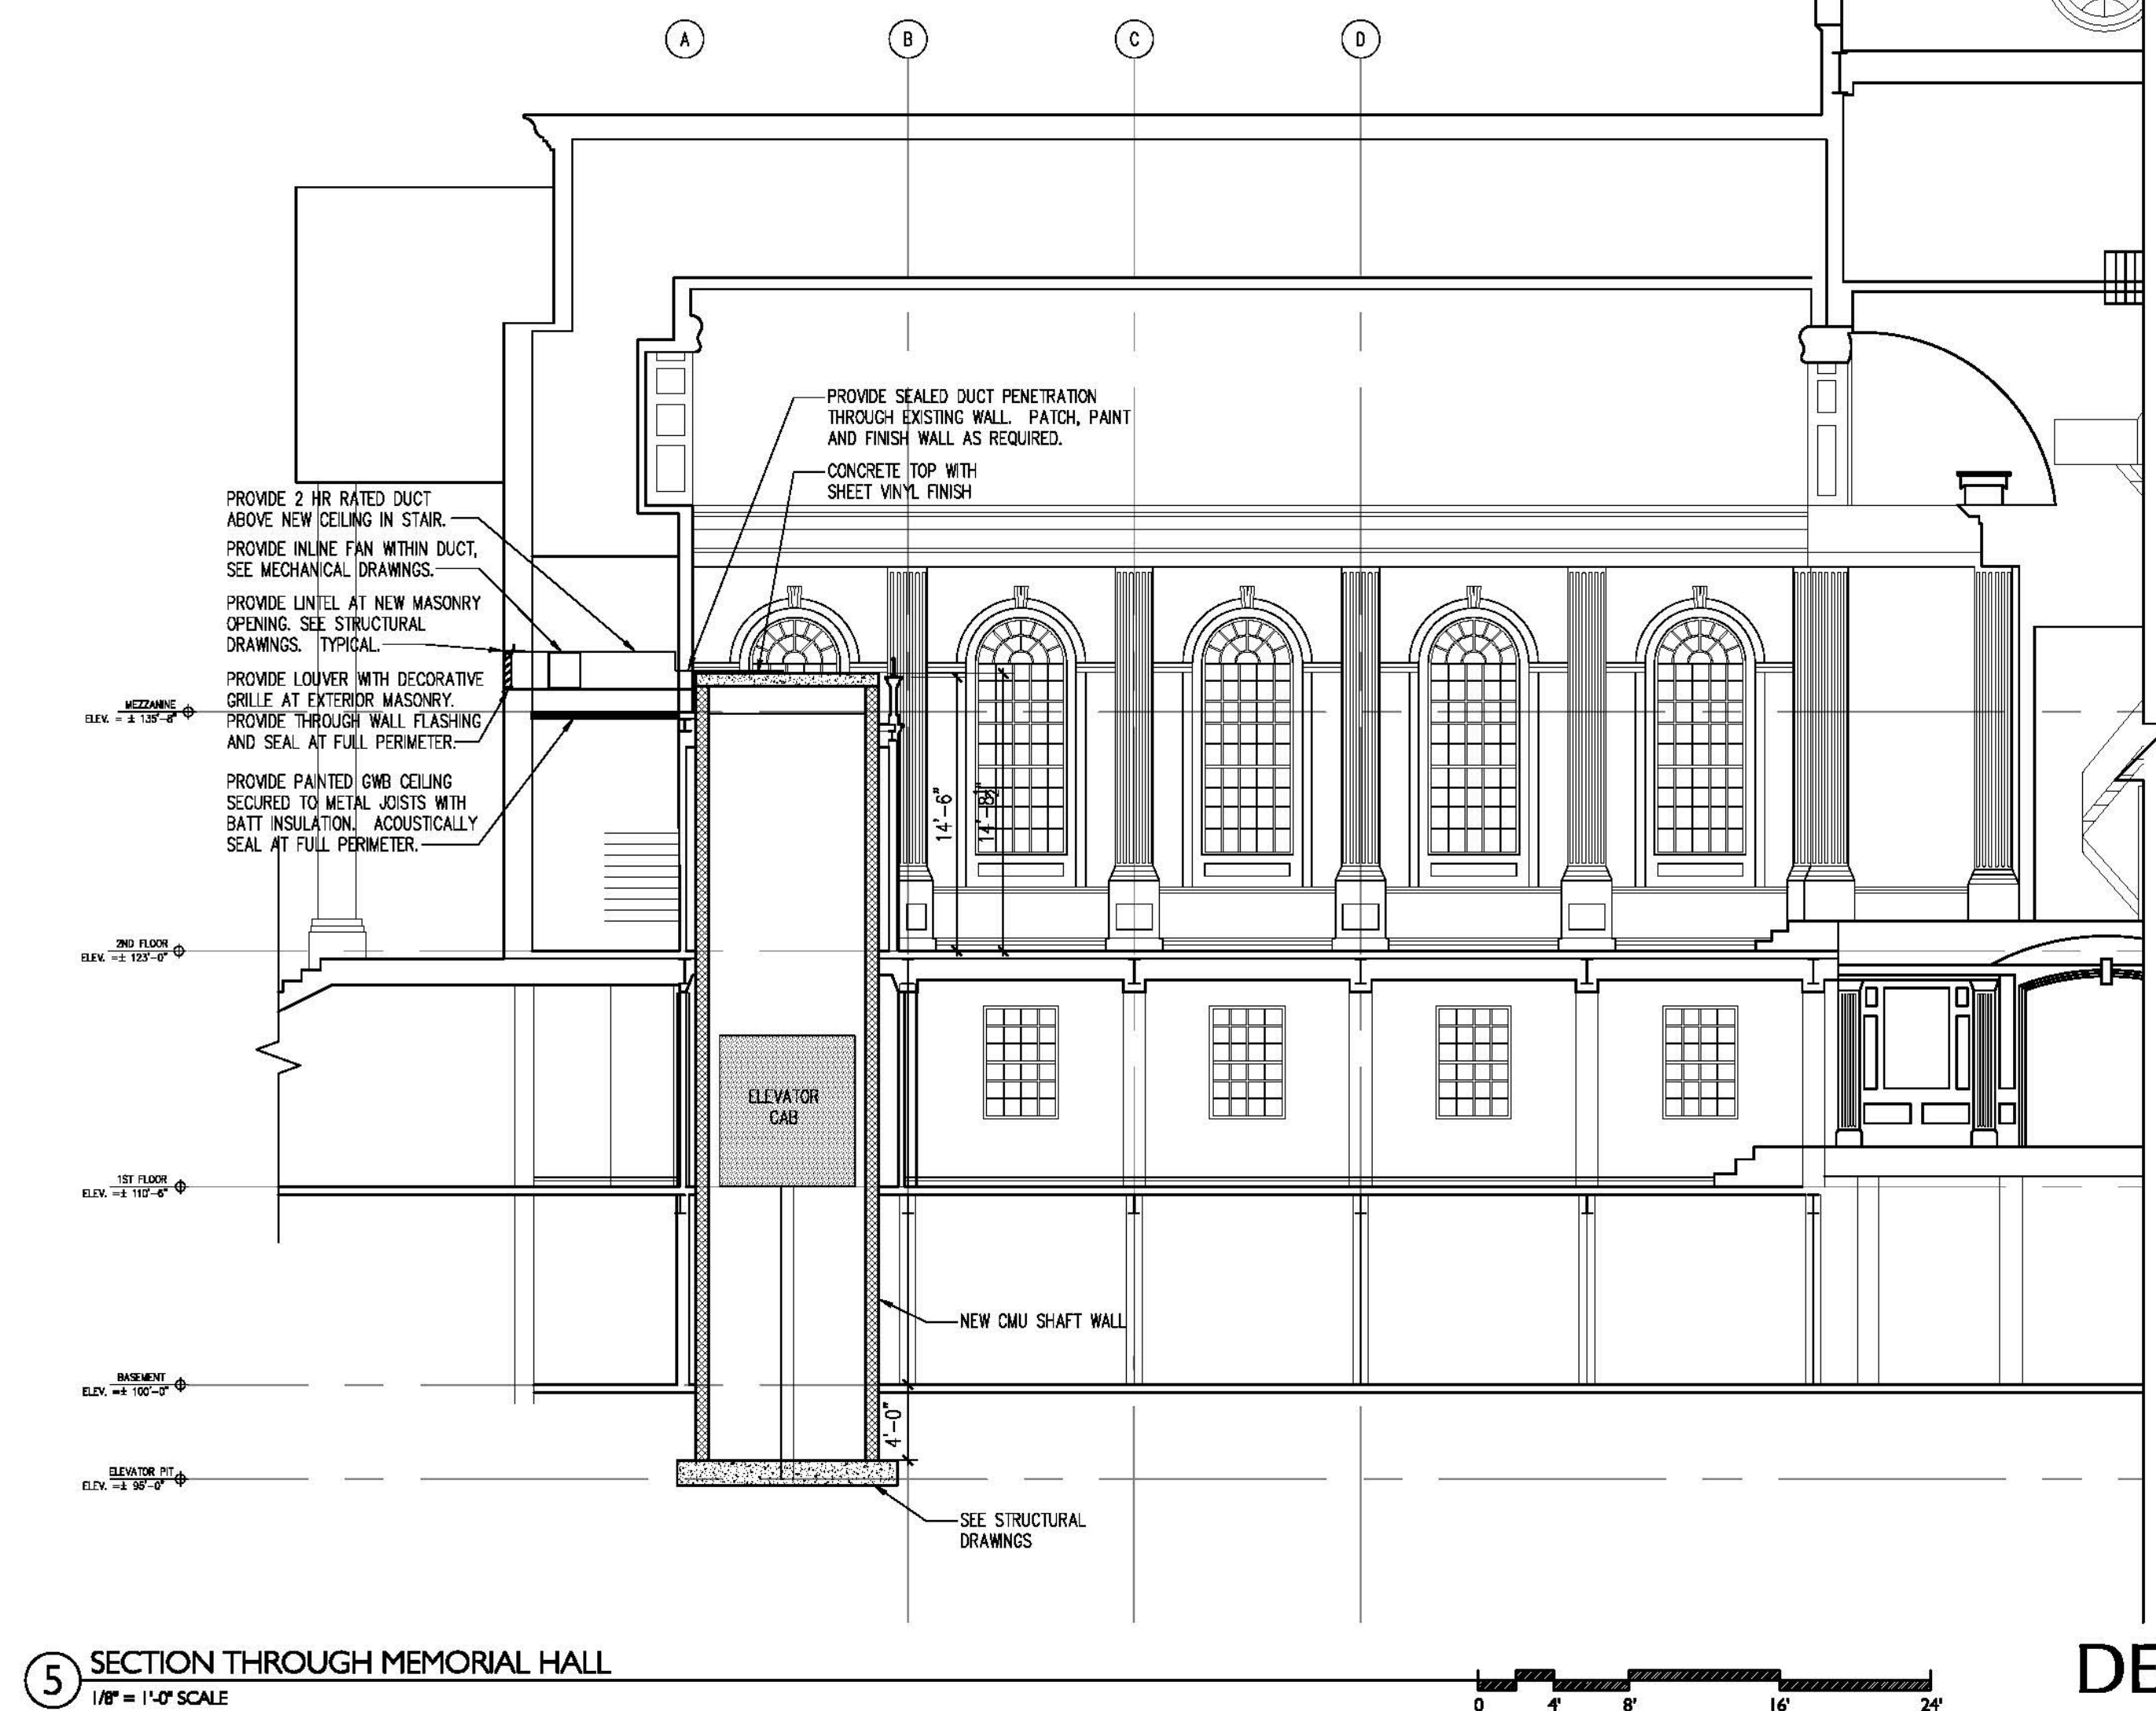 A
B
C
D
PROVIDE SEALED DUCT PENETRATION
THROUGH EXISTING WALL. PATCH, PAINT
AND FINISH WALL AS REQUIRED.
CONCRETE TOP WITH
SHEET VINYL FINISH
PROVIDE 2 HR RATED DUCT
ABOVE NEW CEILING IN STAIR.
PROVIDE INLINE FAN WITHIN DUCT,
SEE MECHANICAL DRAWINGS.
PROVIDE LINTEL AT NEW MASONRY
OPENING. SEE STRUCTURAL
DRAWINGS. TYPICAL.
PROVIDE LOUVER WITH DECORATIVE
GRILLE AT EXTERIOR MASONRY.
PROVIDE THROUGH WALL FLASHING
AND SEAL AT FULL PERIMETER.
PROVIDE PAINTED GWB CEILING
SECURED TO METAL JOISTS WITH
BATT INSULATION. ACOUSTICALLY
SEAL AT FULL PERIMETER.
MEZZANINE
ELEV. = ± 135'-8"
14'-6"
14'-8½"
2ND FLOOR
ELEV. =± 123'-0"
ELEVATOR
CAB
1ST FLOOR
ELEV. =± 110'-6"
NEW CMU SHAFT WALL
BASEMENT
ELEV. =± 100'-0"
4'-0"
ELEVATOR PIT
ELEV. =± 95'-0"
SEE STRUCTURAL
DRAWINGS
5
SECTION THROUGH MEMORIAL HALL
1/8" = 1'-0" SCALE
0 4' 8' 16' 24'
DE